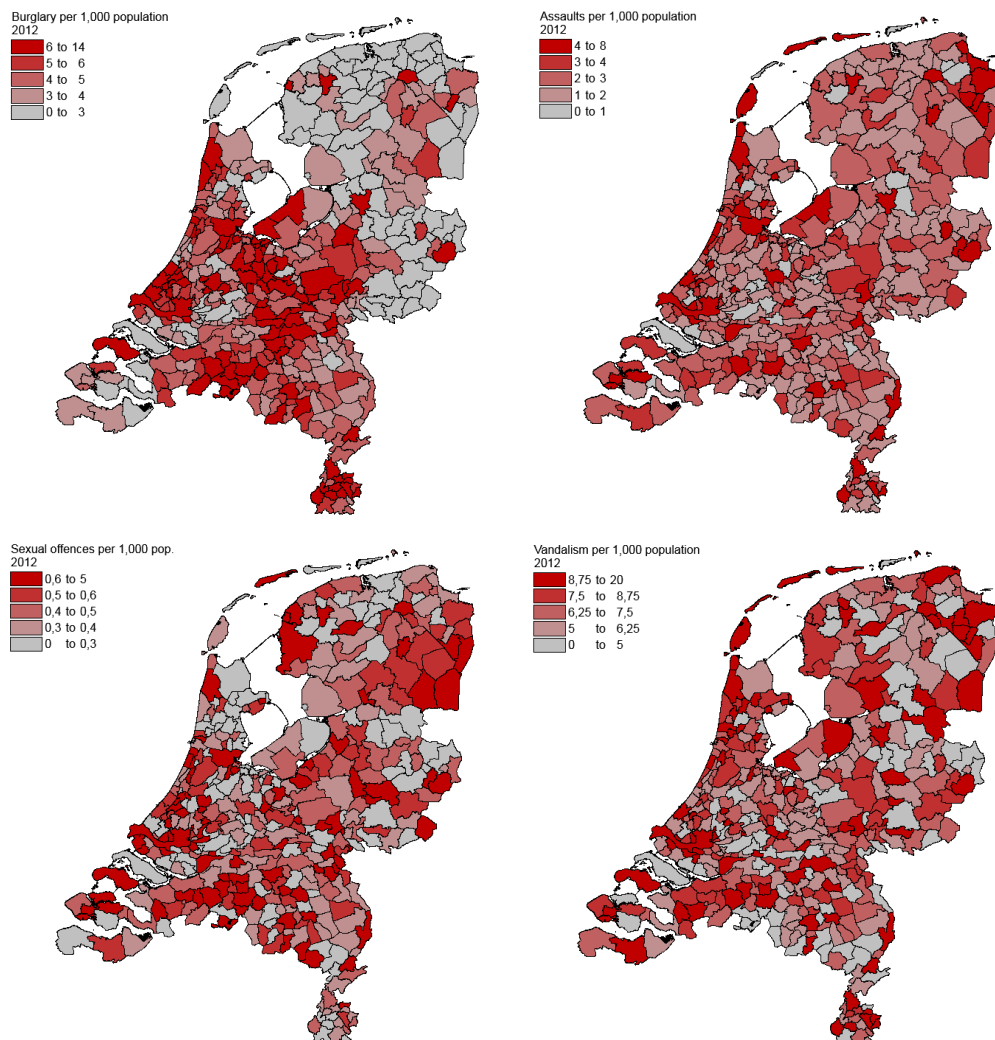 Burglary per 1,000 population
2012
6 to 14
5 to 6
4 to 5
3 to 4
0 to 3
Assaults per 1,000 population
2012
4 to 8
3 to 4
2 to 3
1 to 2
0 to 1
Sexual offences per 1,000 pop.
2012
0,6 to 5
0,5 to 0,6
0,4 to 0,5
0,3 to 0,4
0 to 0,3
Vandalism per 1,000 population
2012
8,75 to 20
7,5 to 8,75
6,25 to 7,5
5 to 6,25
0 to 5